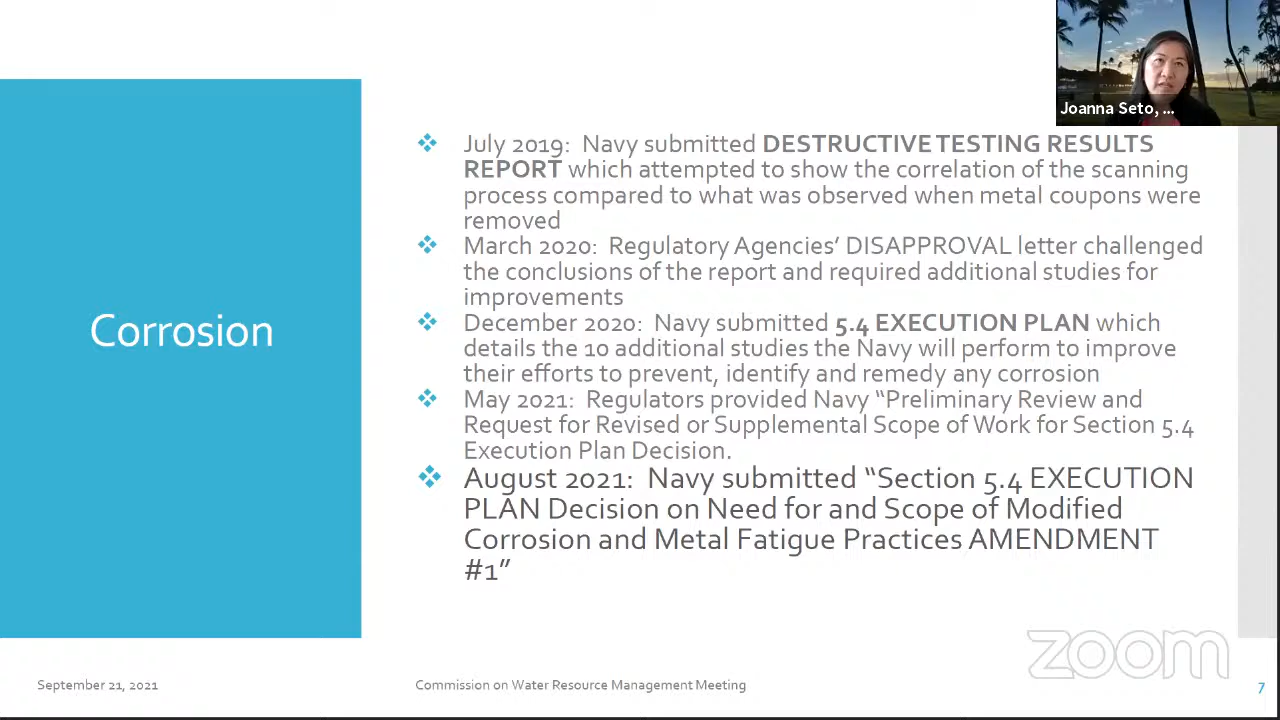 Joanna Seto, ...
Corrosion
July 2019: Navy submitted DESTRUCTIVE TESTING RESULTS
REPORT which attempted to show the correlation of the scanning
process compared to what was observed when metal coupons were
removed
March 2020: Regulatory Agencies’ DISAPPROVAL letter challenged
the conclusions of the report and required additional studies for
improvements
December 2020: Navy submitted 5.4 EXECUTION PLAN which
details the 10 additional studies the Navy will perform to improve
their efforts to prevent, identify and remedy any corrosion
May 2021: Regulators provided Navy “Preliminary Review and
Request for Revised or Supplemental Scope of Work for Section 5.4
Execution Plan Decision.
August 2021: Navy submitted “Section 5.4 EXECUTION
PLAN Decision on Need for and Scope of Modified
Corrosion and Metal Fatigue Practices AMENDMENT
#1”
zoom
September 21, 2021
Commission on Water Resource Management Meeting
7